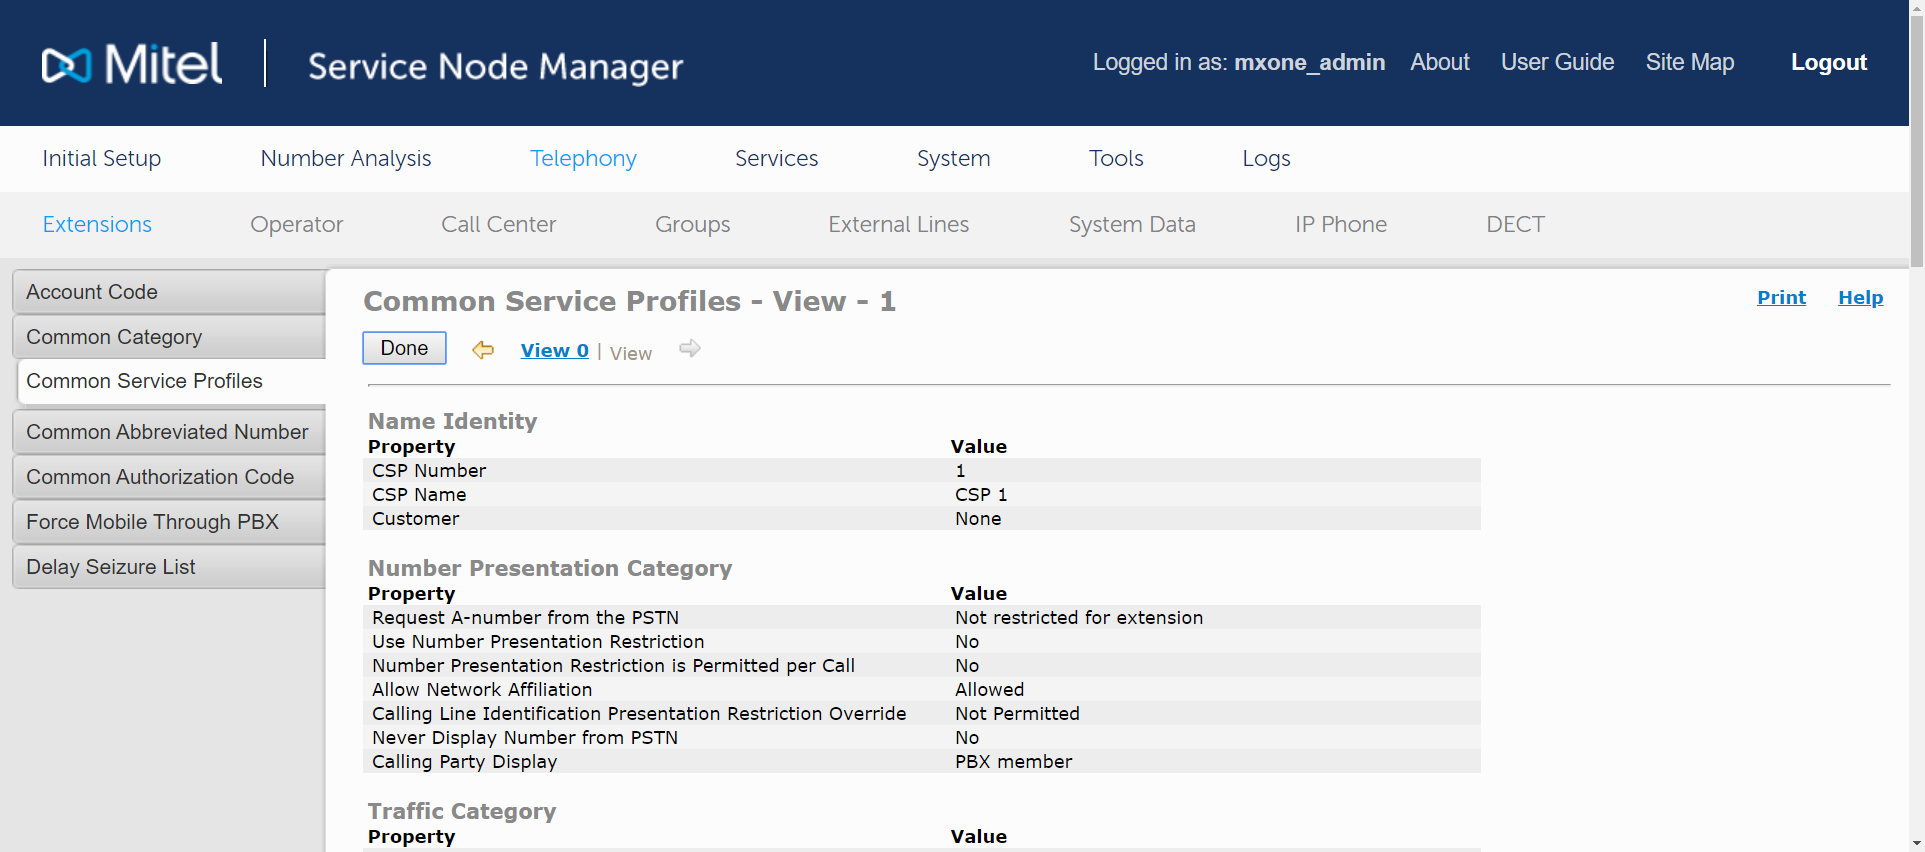 Mitel | Service Node Manager
Logged in as: mxone_admin About User Guide Site Map Logout
Initial Setup Number Analysis Telephony Services System Tools Logs
Extensions Operator Call Center Groups External Lines System Data IP Phone DECT
Account Code
Common Category
Common Service Profiles
Common Abbreviated Number
Common Authorization Code
Force Mobile Through PBX
Delay Seizure List
Common Service Profiles - View - 1
Print Help
Done View 0 | View
Name Identity
Property Value
CSP Number 1
CSP Name CSP 1
Customer None
Number Presentation Category
Property Value
Request A-number from the PSTN Not restricted for extension
Use Number Presentation Restriction No
Number Presentation Restriction is Permitted per Call No
Allow Network Affiliation Allowed
Calling Line Identification Presentation Restriction Override Not Permitted
Never Display Number from PSTN No
Calling Party Display PBX member
Traffic Category
Property Value